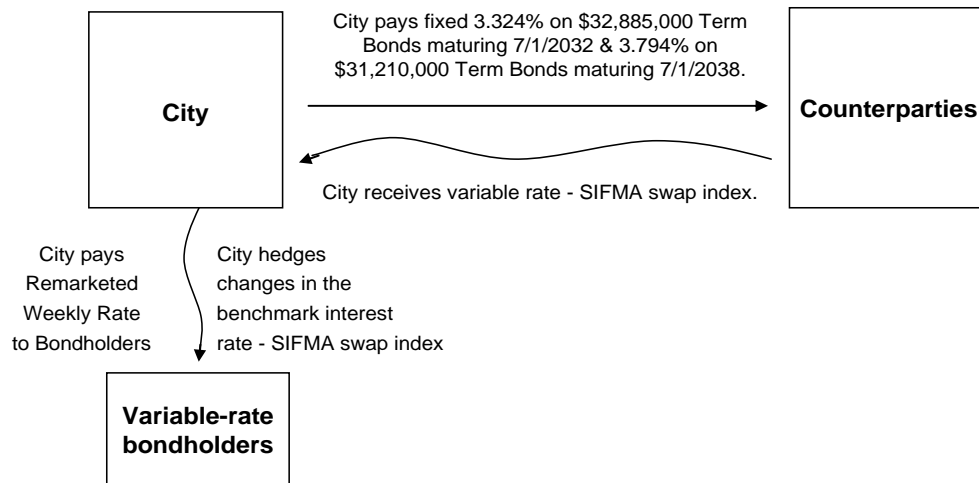 City pays fixed 3.324% on $32,885,000 Term
Bonds maturing 7/1/2032 & 3.794% on
$31,210,000 Term Bonds maturing 7/1/2038.
City
Counterparties
City receives variable rate - SIFMA swap index.
City pays
Remarketed
Weekly Rate
to Bondholders
City hedges
changes in the
benchmark interest
rate - SIFMA swap index
Variable-rate
bondholders